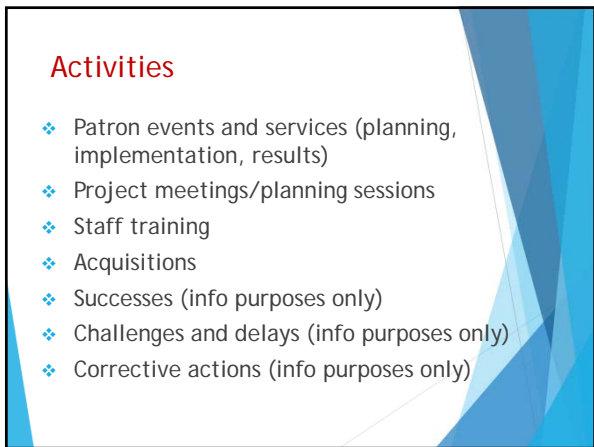 Activities
❖ Patron events and services (planning,
implementation, results)
❖ Project meetings/planning sessions
❖ Staff training
❖ Acquisitions
❖ Successes (info purposes only)
❖ Challenges and delays (info purposes only)
❖ Corrective actions (info purposes only)